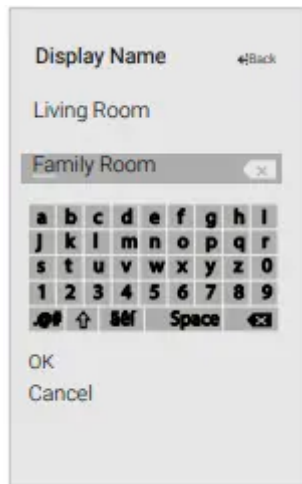 Display Name
Back
Living Room
Family Room
a b c d e f g h I
J k l m n o p q r
s t u v w x y z 0
1 2 3 4 5 6 7 8 9
.@# äêí Space
OK
Cancel